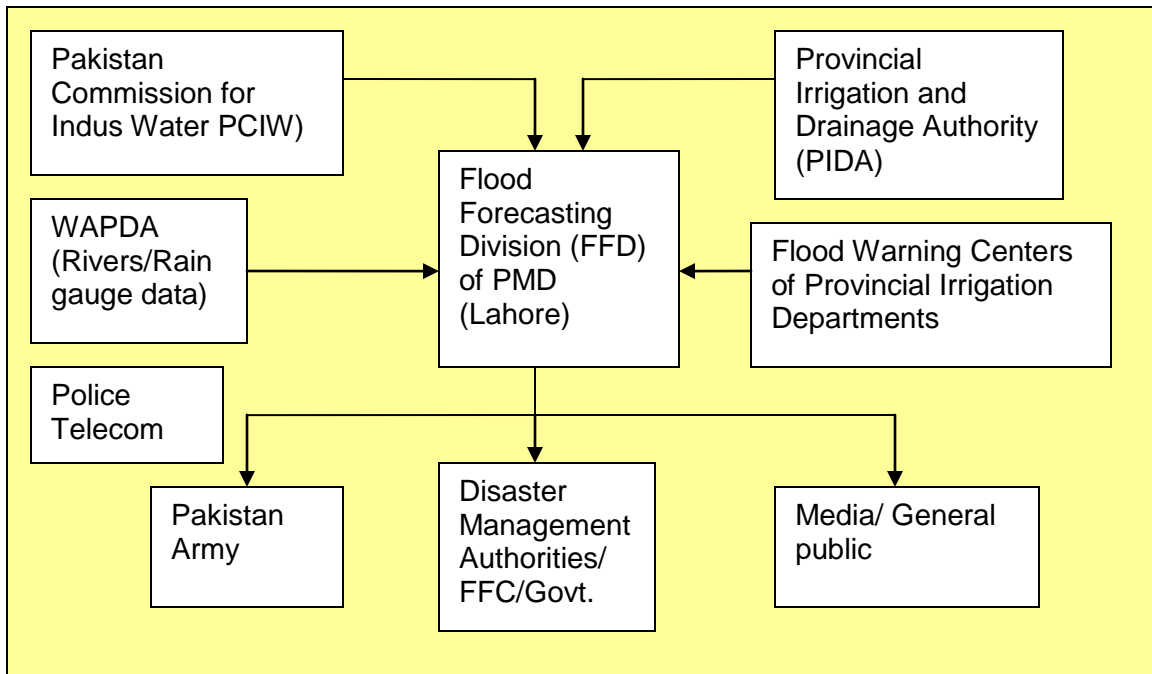 Pakistan
Commission for
Indus Water PCIW)
Provincial
Irrigation and
Drainage Authority
(PIDA)
Flood
Forecasting
Division (FFD)
of PMD
(Lahore)
WAPDA
(Rivers/Rain
gauge data)
Flood Warning Centers
of Provincial Irrigation
Departments
Police
Telecom
Pakistan
Army
Disaster
Management
Authorities/
FFC/Govt.
Media/ General
public